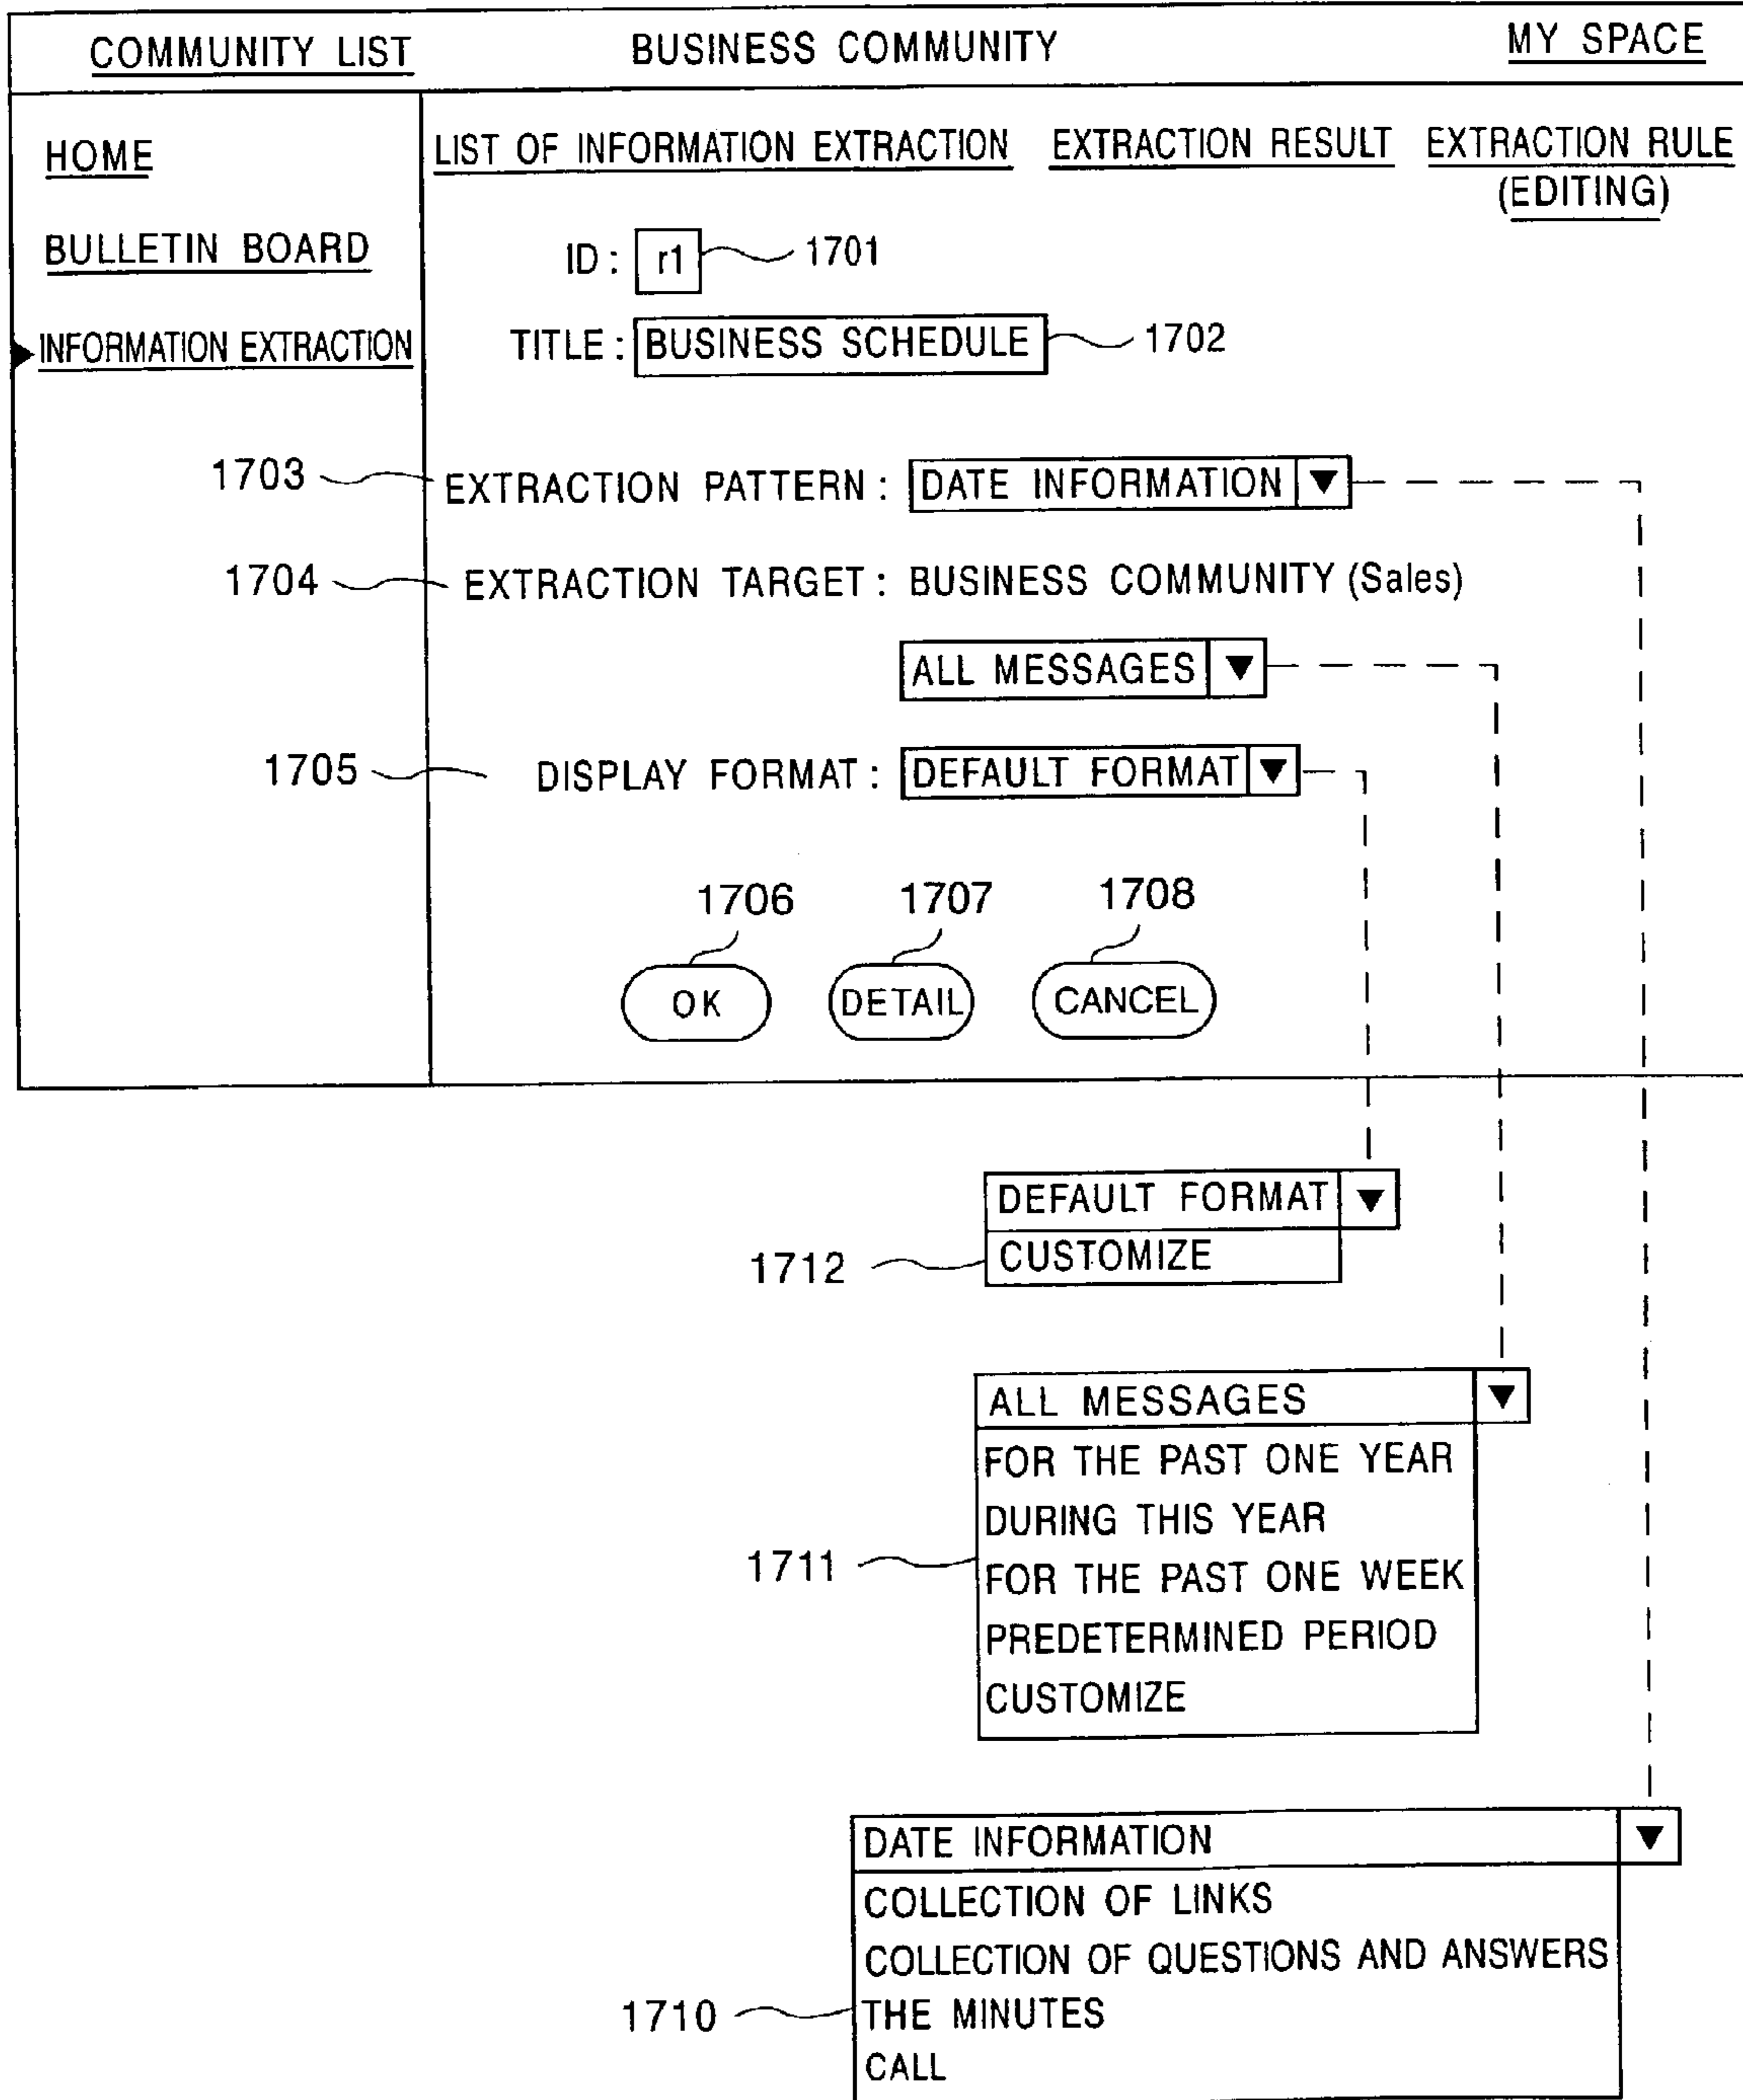 COMMUNITY LIST BUSINESS COMMUNITY MY SPACE
HOME
BULLETIN BOARD
INFORMATION EXTRACTION
LIST OF INFORMATION EXTRACTION EXTRACTION RESULT EXTRACTION RULE
(EDITING)
ID : r1 1701
TITLE : BUSINESS SCHEDULE 1702
1703 EXTRACTION PATTERN : DATE INFORMATION ▼
1704 EXTRACTION TARGET : BUSINESS COMMUNITY (Sales)
ALL MESSAGES ▼
1705 DISPLAY FORMAT : DEFAULT FORMAT ▼
1706 1707 1708
OK DETAIL CANCEL
DEFAULT FORMAT ▼
1712 CUSTOMIZE
ALL MESSAGES ▼
FOR THE PAST ONE YEAR
DURING THIS YEAR
1711 FOR THE PAST ONE WEEK
PREDETERMINED PERIOD
CUSTOMIZE
DATE INFORMATION ▼
COLLECTION OF LINKS
COLLECTION OF QUESTIONS AND ANSWERS
1710 THE MINUTES
CALL